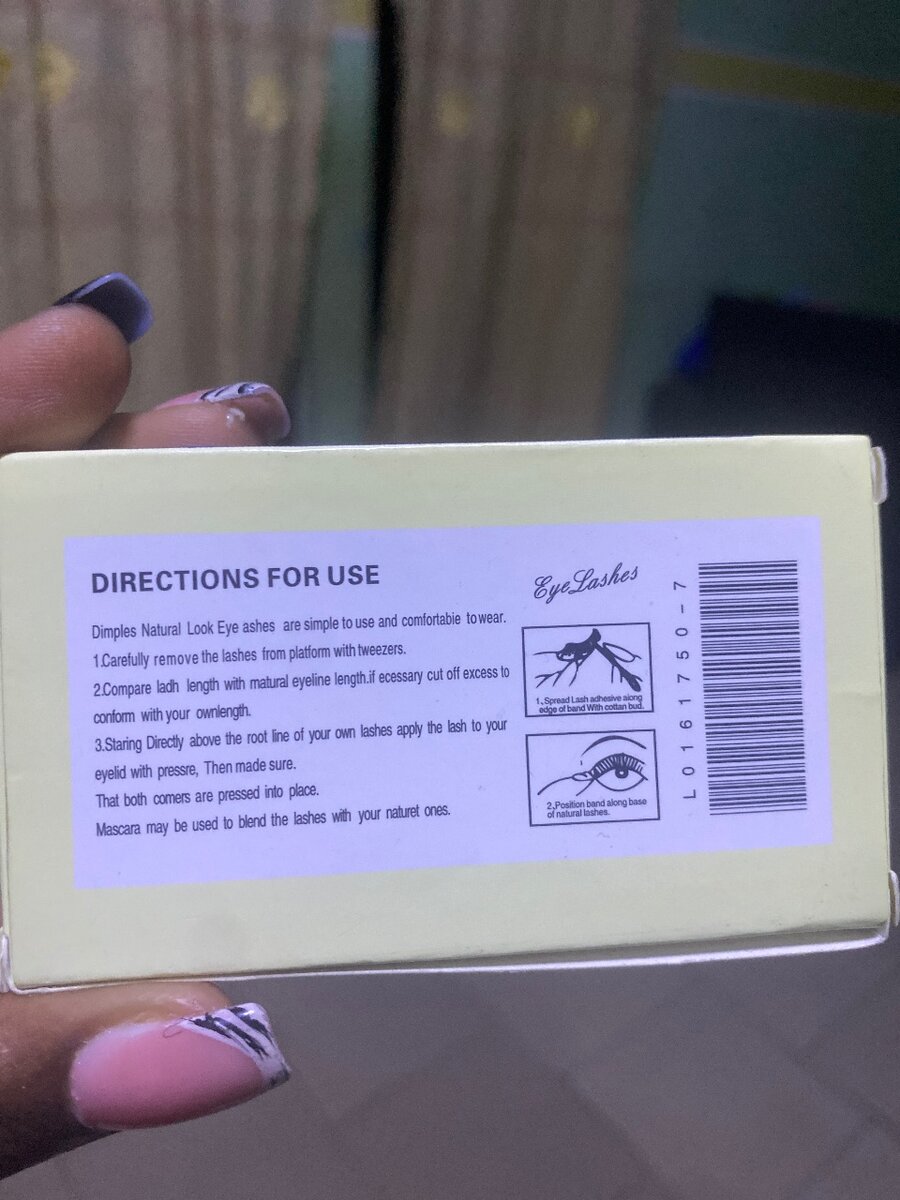 DIRECTIONS FOR USE
Dimples Natural Look Eye ashes are simple to use and comfortable to wear.
1.Carefully remove the lashes from platform with tweezers.
2.Compare ladh length with matural eyeline length.if ecessary cut off excess to
conform with your ownlength.
3.Staring Directly above the root line of your own lashes apply the lash to your
eyelid with pressre, Then made sure.
That both comers are pressed into place.
Mascara may be used to blend the lashes with your naturet ones.
EyeLashes
1,Spread Lash adhesive along
edge of band With cottan bud.
2,Position band along base
of natural lashes.
L0161750-7